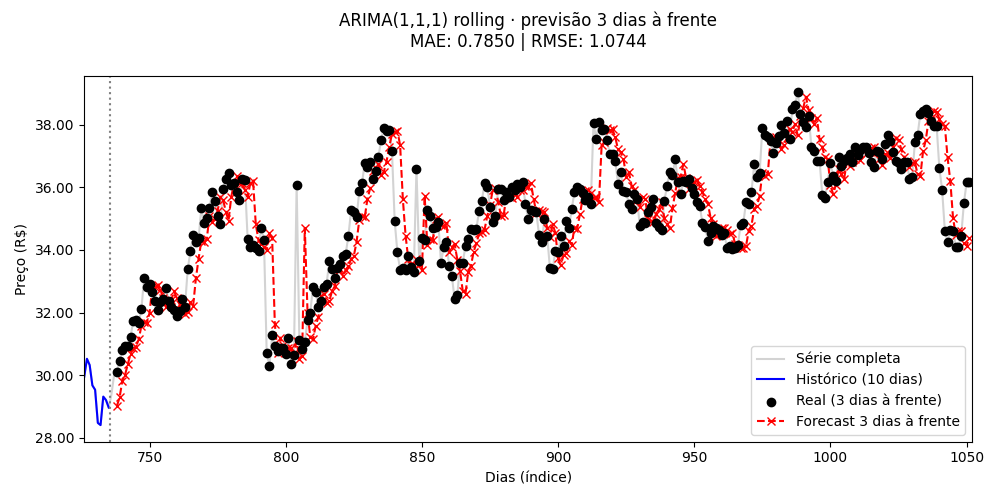 ARIMA(1,1,1) rolling · previsão 3 dias à frente
MAE: 0.7850 | RMSE: 1.0744
Preço (R$)
38.00
36.00
34.00
32.00
30.00
28.00
Série completa
Histórico (10 dias)
Real (3 dias à frente)
Forecast 3 dias à frente
750
800
850
900
950
1000
1050
Dias (índice)